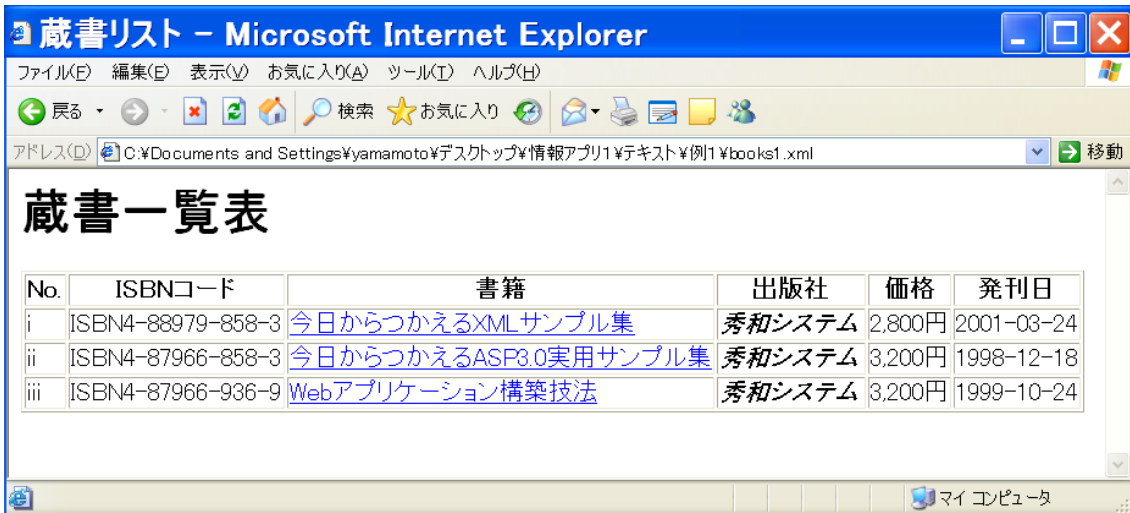 蔵書リスト - Microsoft Internet Explorer
ファイル(F) 編集(E) 表示(V) お気に入り(A) ツール(T) ヘルプ(H)
戻る 検索 お気に入り
アドレス(D) C:¥Documents and Settings¥yamamoto¥デスクトップ¥情報アプリ1¥テキスト¥例1¥books1.xml 移動
蔵書一覧表
No. ISBNコード 書籍 出版社 価格 発刊日
i ISBN4-88979-858-3 今日からつかえるXMLサンプル集 秀和システム 2,800円 2001-03-24
ii ISBN4-87966-858-3 今日からつかえるASP3.0実用サンプル集 秀和システム 3,200円 1998-12-18
iii ISBN4-87966-936-9 Webアプリケーション構築技法 秀和システム 3,200円 1999-10-24
マイ コンピュータ